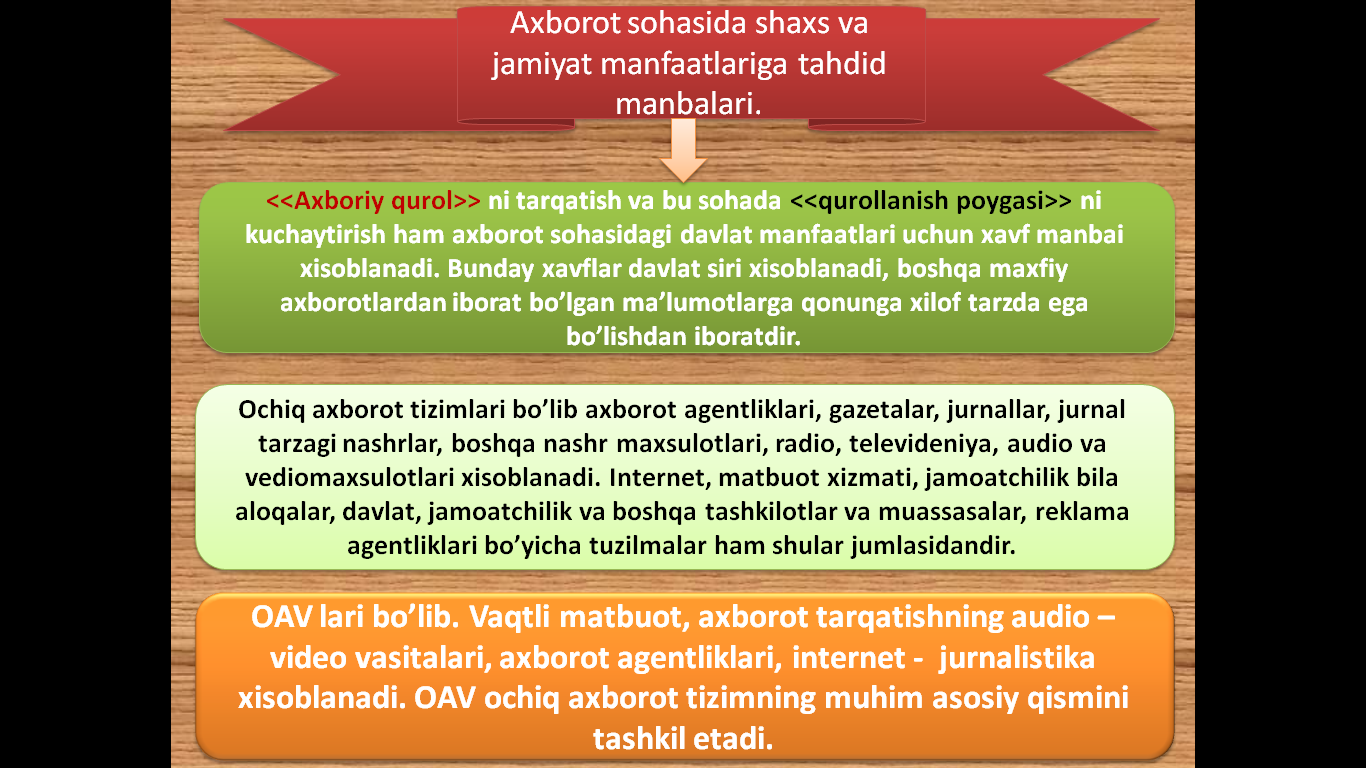 Axborot sohasida shaxs va
jamiyat manfaatlariga tahdid
manbalari.
<<Axboriy qurol>> ni tarqatish va bu sohada <<qurollanish poygasi>> ni
kuchaytirish ham axborot sohasidagi davlat manfaatlari uchun xavf manbai
xisoblanadi. Bunday xavflar davlat siri xisoblanadi, boshqa maxfiy
axborotlardan iborat bo’lgan ma’lumotlarga qonunga xilof tarzda ega
bo’lishdan iboratdir.
Ochiq axborot tizimlari bo’lib axborot agentliklari, gazetalar, jurnallar, jurnal
tarzagi nashrlar, boshqa nashr maxsulotlari, radio, televideniya, audio va
vediomaxsulotlari xisoblanadi. Internet, matbuot xizmati, jamoatchilik bila
aloqalar, davlat, jamoatchilik va boshqa tashkilotlar va muassasalar, reklama
agentliklari bo’yicha tuzilmalar ham shular jumlasidandir.
OAV lari bo’lib. Vaqtli matbuot, axborot tarqatishning audio –
video vasitalari, axborot agentliklari, internet - jurnalistika
xisoblanadi. OAV ochiq axborot tizimning muhim asosiy qismini
tashkil etadi.